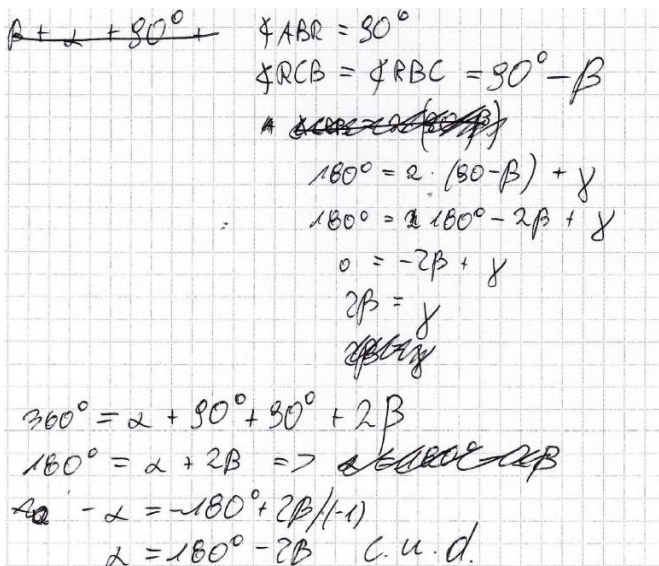 β + α + 90° +
∢ABR = 90°
∢RCB = ∢RBC = 90° - β
180° = 2 · (90-β) + γ
180° = 180° - 2β + γ
0 = -2β + γ
2β = γ
360° = α + 90° + 90° + 2β
180° = α + 2β =>
-α = -180° + 2β /(-1)
α = 180° - 2β c.u.d.